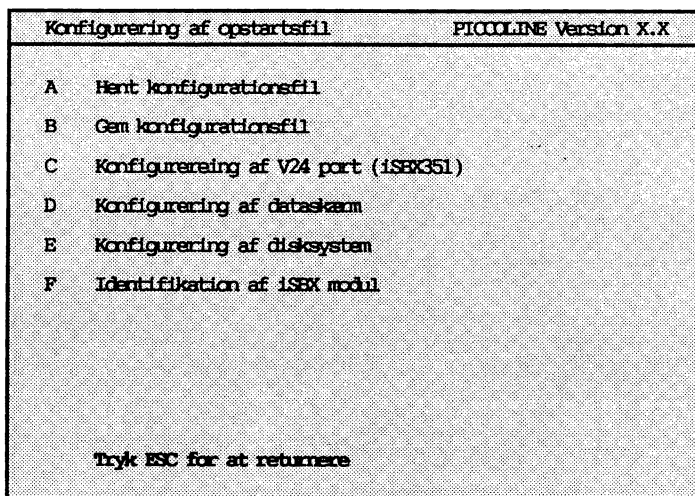 Konfigurering af opstartsfil PICCOLINE Version X.X
A Hent konfigurationsfil
B Gem konfigurationsfil
C Konfigurereing af V24 port (iSBX351)
D Konfigurering af dataskærm
E Konfigurering af disksystem
F Identifikation af iSBX modul
Tryk ESC for at returnere